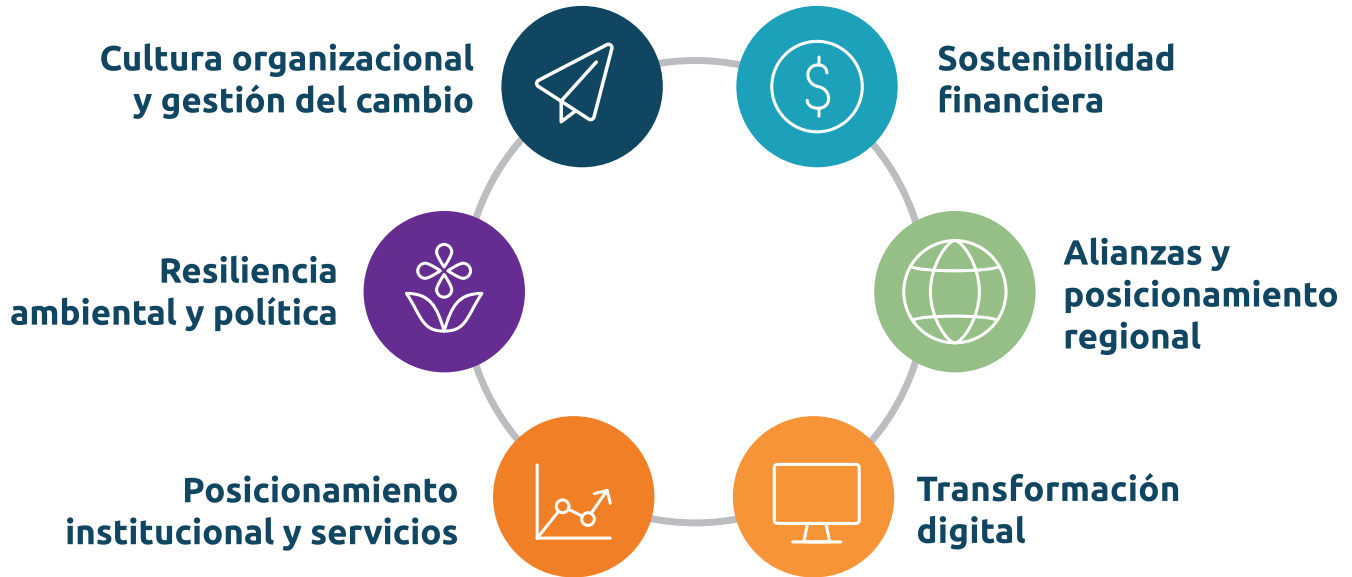 Cultura organizacional
y gestión del cambio
Sostenibilidad
financiera
Resiliencia
ambiental y política
Alianzas y
posicionamiento
regional
Posicionamiento
institucional y servicios
Transformación
digital
$